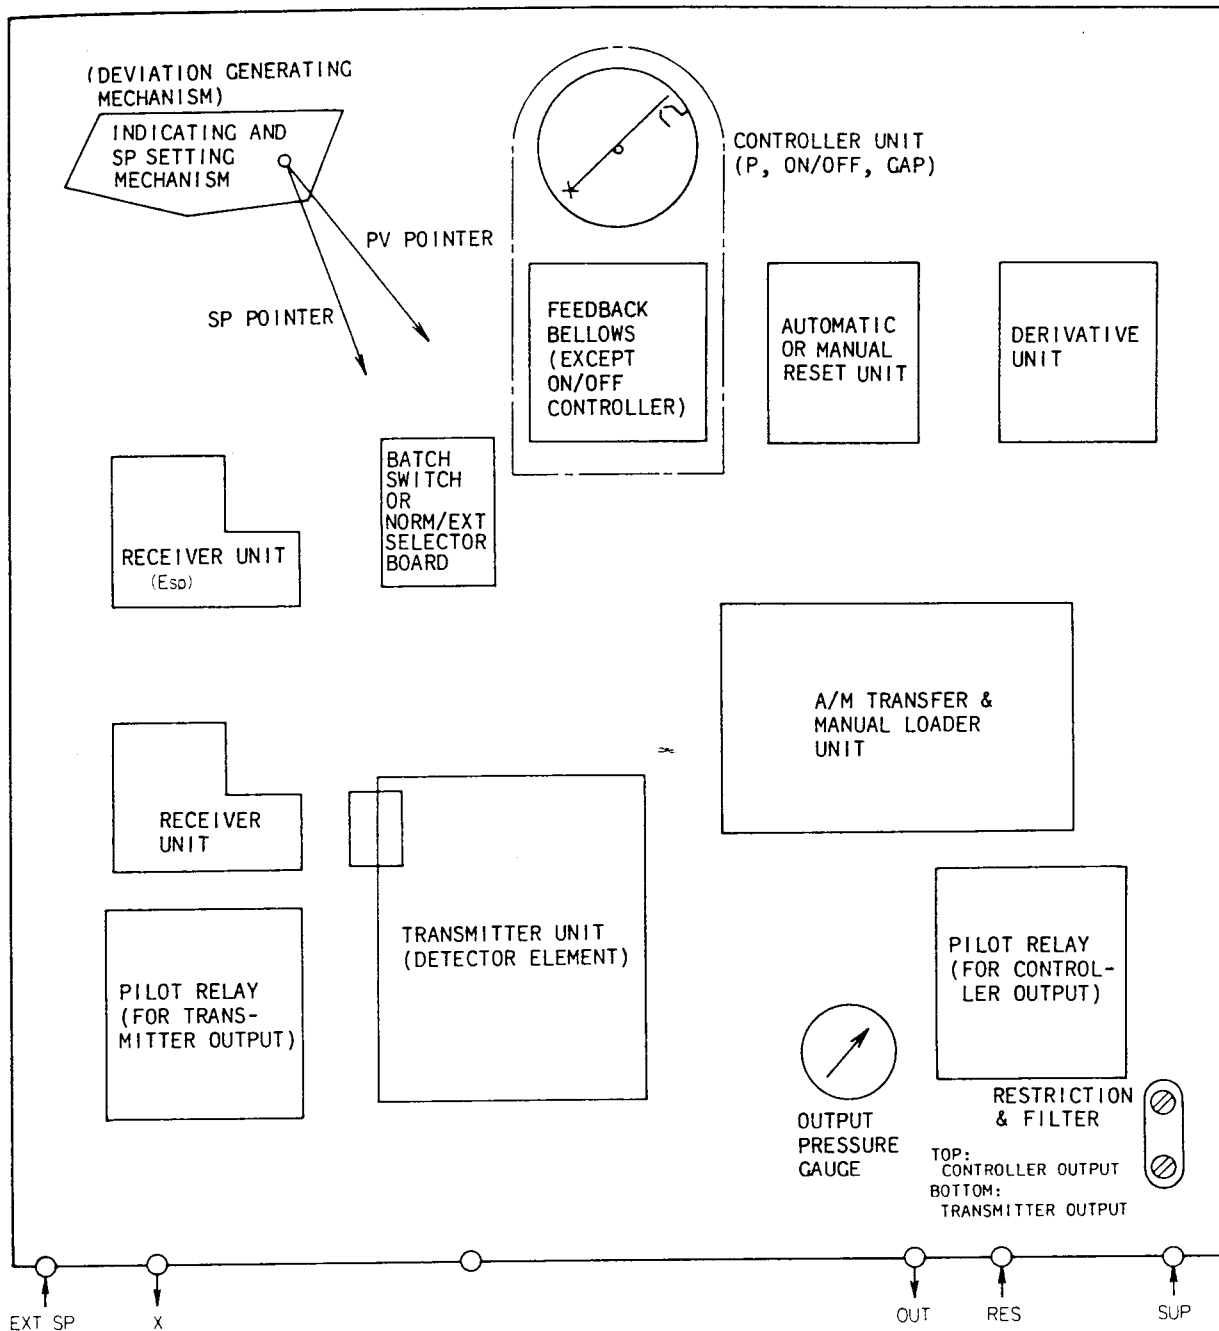 (DEVIATION GENERATING
MECHANISM)
INDICATING AND
SP SETTING
MECHANISM
PV POINTER
SP POINTER
CONTROLLER UNIT
(P, ON/OFF, GAP)
FEEDBACK
BELLOWS
(EXCEPT
ON/OFF
CONTROLLER)
AUTOMATIC
OR MANUAL
RESET UNIT
DERIVATIVE
UNIT
BATCH
SWITCH
OR
NORM/EXT
SELECTOR
BOARD
RECEIVER UNIT
(Esp)
A/M TRANSFER &
MANUAL LOADER
UNIT
RECEIVER
UNIT
TRANSMITTER UNIT
(DETECTOR ELEMENT)
PILOT RELAY
(FOR TRANS-
MITTER OUTPUT)
PILOT RELAY
(FOR CONTROL-
LER OUTPUT)
OUTPUT
PRESSURE
GAUGE
RESTRICTION
& FILTER
TOP:
CONTROLLER OUTPUT
BOTTOM:
TRANSMITTER OUTPUT
EXT SP
X
OUT
RES
SUP